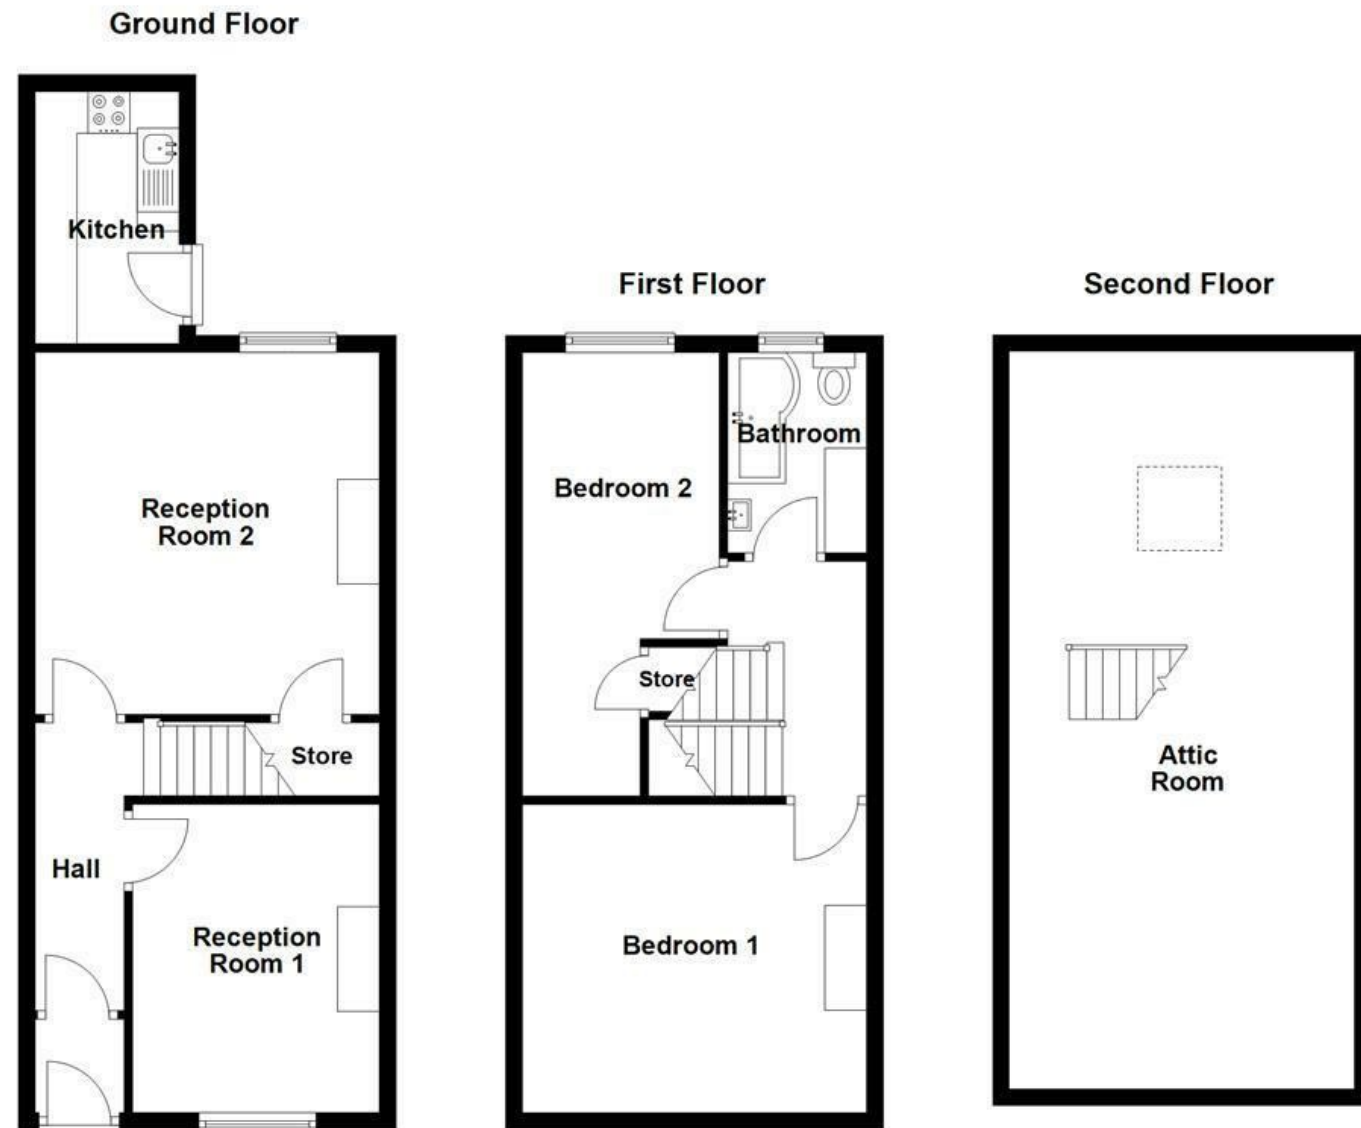 Ground Floor
Kitchen
Reception
Room 2
Store
Hall
Reception
Room 1
First Floor
Bathroom
Bedroom 2
Store
Bedroom 1
Second Floor
Attic
Room